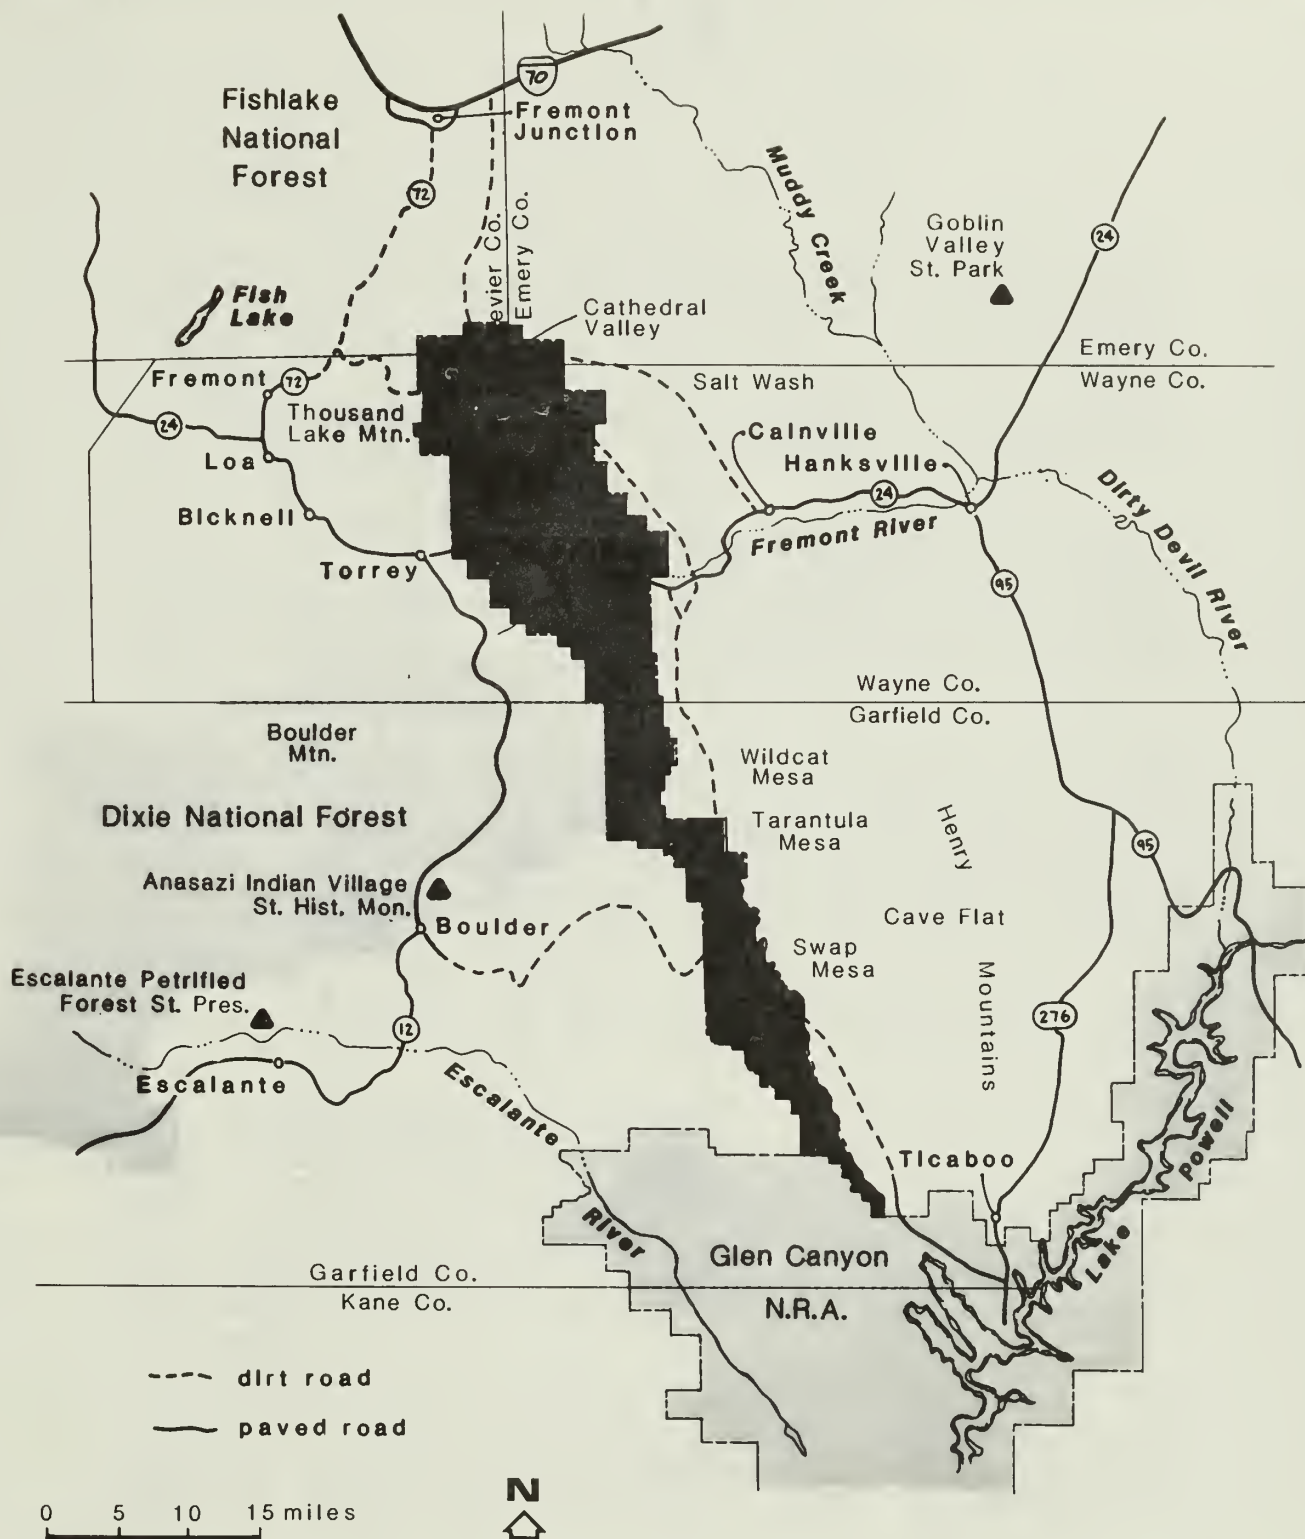 70
Fishlake
National
Forest
Fremont
Junction
72
evier Co.
Emery Co.
Muddy Creek
Goblin
Valley
St. Park
24
Fish
Lake
Cathedral
Valley
Emery Co.
Wayne Co.
Fremont
72
Salt Wash
Thousand
Lake Mtn.
24
Cainville
Loa
Hanksville
24
Dirty Devil River
Bicknell
Fremont River
Torrey
95
Wayne Co.
Garfield Co.
Boulder
Mtn.
Wildcat
Mesa
Dixie National Forest
Tarantula
Mesa
Henry
95
Anasazi Indian Village
St. Hist. Mon.
Boulder
Cave Flat
Swap
Mesa
Mountains
Escalante Petrified
Forest St. Pres.
12
276
Escalante
Escalante
River
Ticaboo
Lake
Powell
Glen Canyon
N.R.A.
Garfield Co.
Kane Co.
dirt road
paved road
N
0 5 10 15 miles